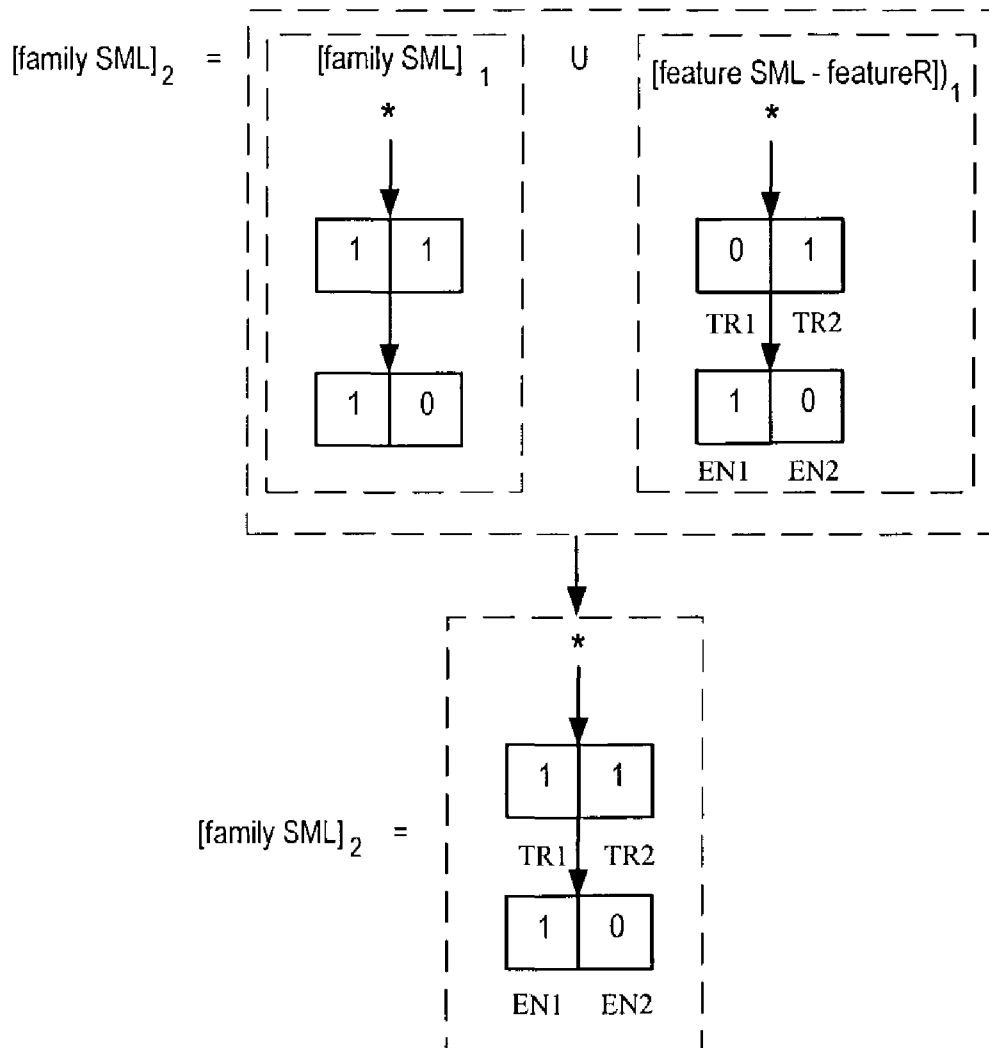 [family SML]2 = [family SML]1 U [feature SML - featureR])1
* *
1 1 0 1
TR1 TR2
1 0 1 0
EN1 EN2
*
1 1
[family SML]2 =
TR1 TR2
1 0
EN1 EN2